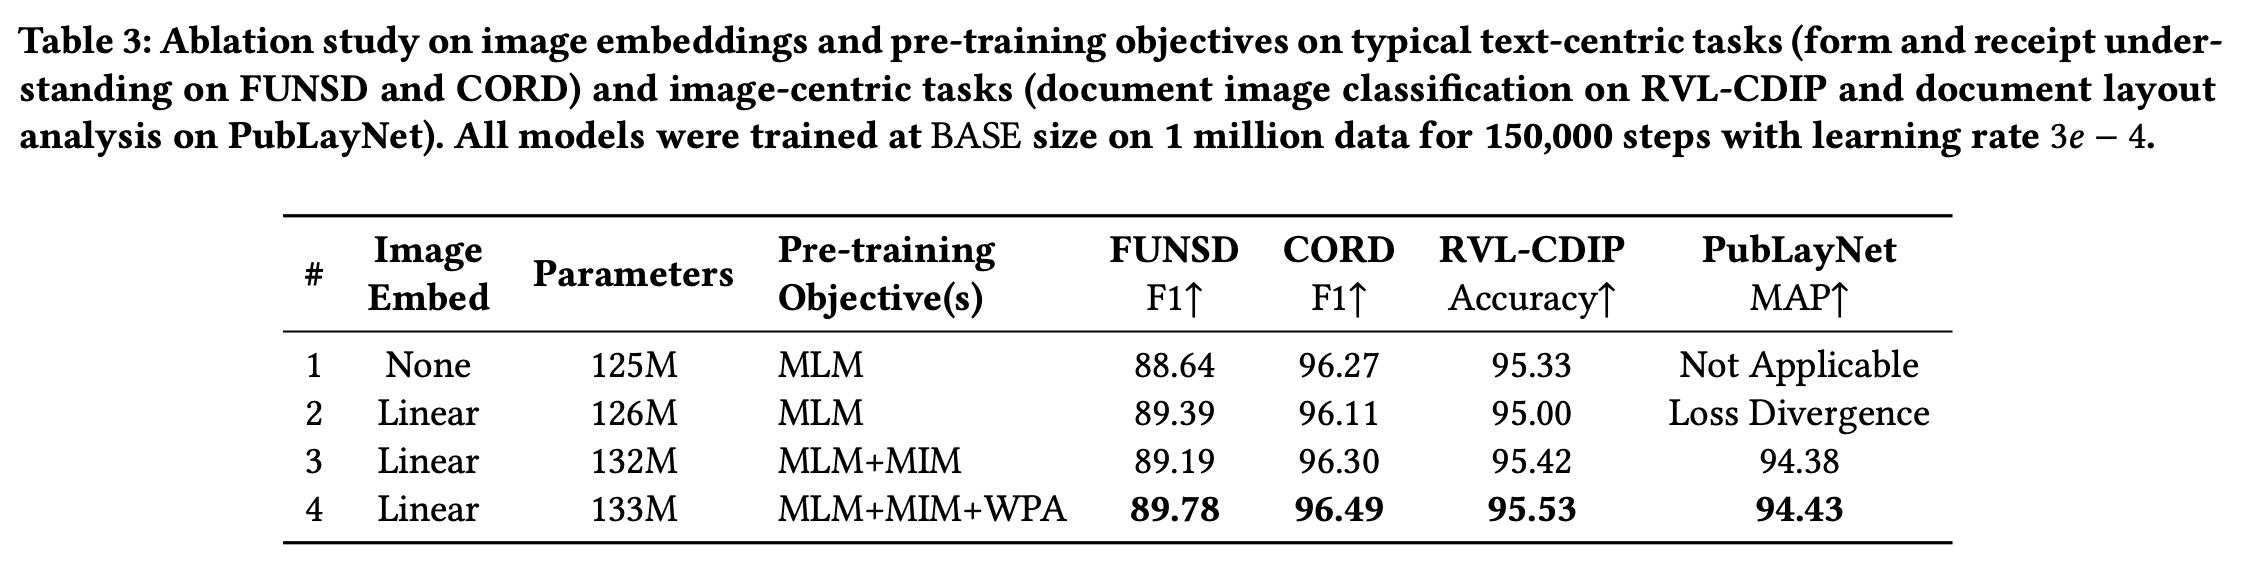 Table 3: Ablation study on image embeddings and pre-training objectives on typical text-centric tasks (form and receipt under-
standing on FUNSD and CORD) and image-centric tasks (document image classification on RVL-CDIP and document layout
analysis on PubLayNet). All models were trained at BASE size on 1 million data for 150,000 steps with learning rate 3e − 4.
# Image Embed Parameters Pre-training Objective(s) FUNSD F1↑ CORD F1↑ RVL-CDIP Accuracy↑ PubLayNet MAP↑
1 None 125M MLM 88.64 96.27 95.33 Not Applicable
2 Linear 126M MLM 89.39 96.11 95.00 Loss Divergence
3 Linear 132M MLM+MIM 89.19 96.30 95.42 94.38
4 Linear 133M MLM+MIM+WPA 89.78 96.49 95.53 94.43